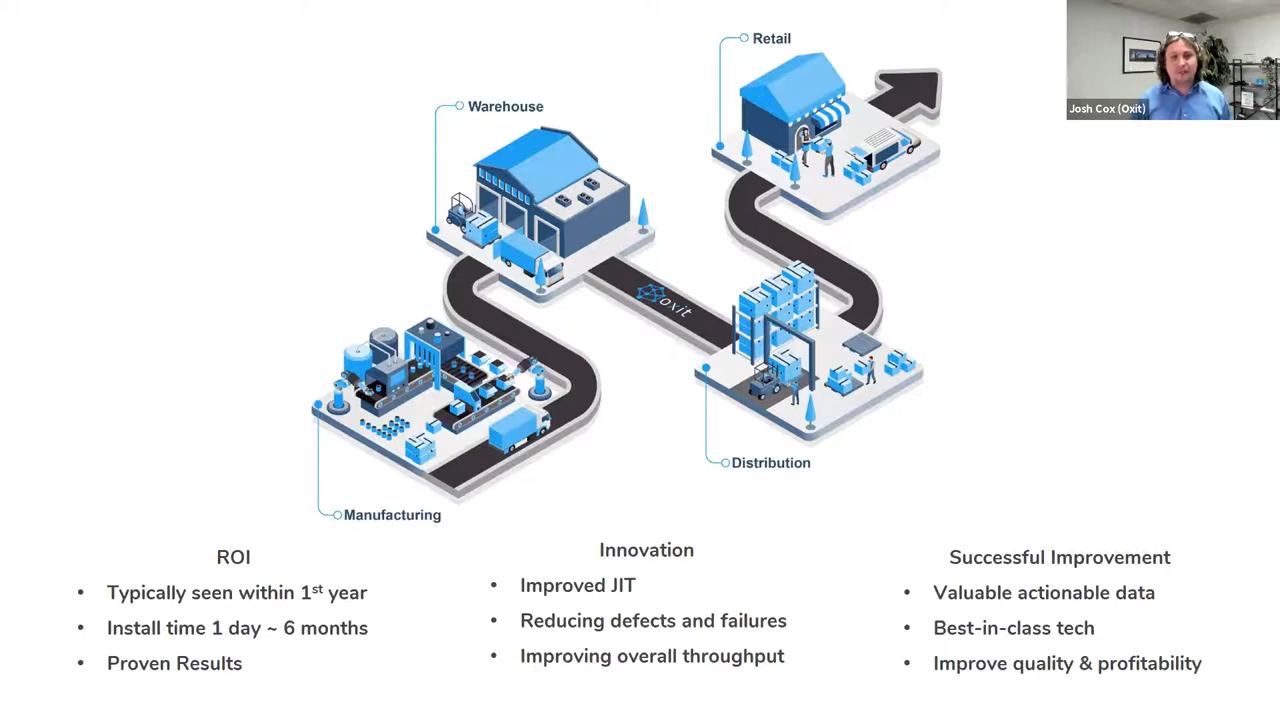 Retail
Josh Cox (Oxit)
Warehouse
oxit
Distribution
Manufacturing
ROI
• Typically seen within 1st year
• Install time 1 day ~ 6 months
• Proven Results
Innovation
• Improved JIT
• Reducing defects and failures
• Improving overall throughput
Successful Improvement
• Valuable actionable data
• Best-in-class tech
• Improve quality & profitability